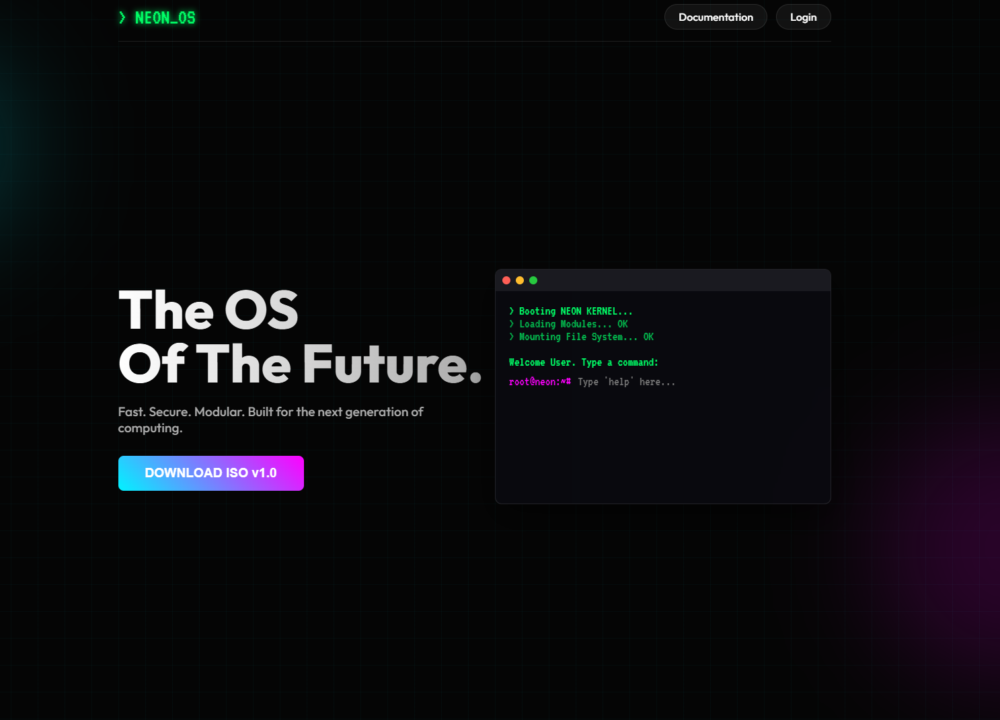 ❯ NEON_OS
Documentation
Login
The OS
Of The Future.
Fast. Secure. Modular. Built for the next generation of
computing.
DOWNLOAD ISO v1.0
❯ Booting NEON KERNEL...
❯ Loading Modules... OK
❯ Mounting File System... OK
Welcome User. Type a command:
root@neon:~# Type 'help' here...